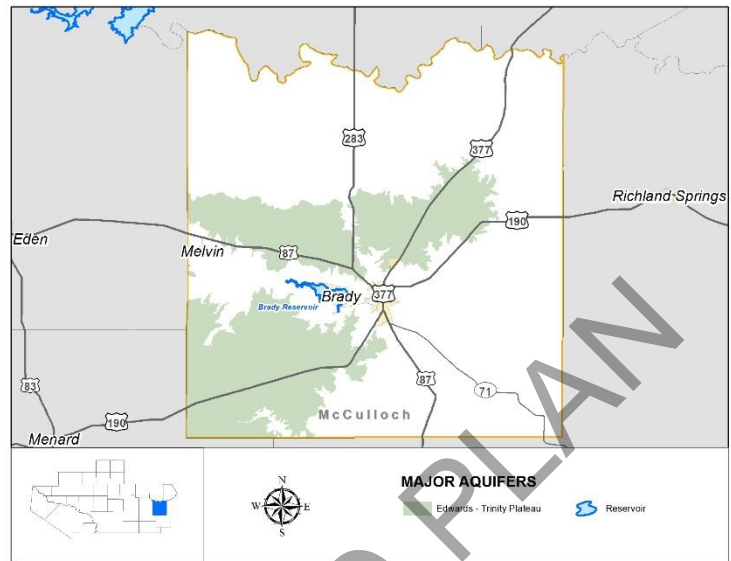 283
377
Richland Springs
190
Eden
Melvin
87
Brady
377
Brady Reservoir
83
87
71
190
McCulloch
Menard
N
W E
S
MAJOR AQUIFERS
Edwards - Trinity Plateau
Reservoir
PLAN